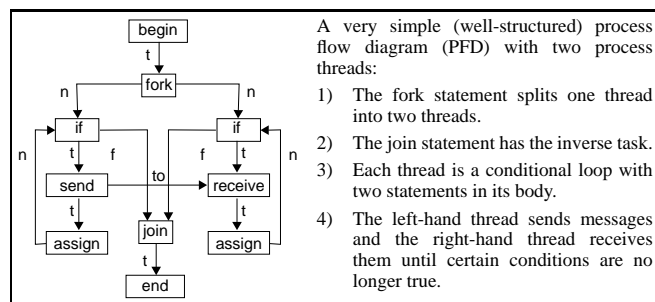 begin
t
fork
n
n
if
if
n
t
f
f
t
n
send
to
receive
t
t
assign
join
assign
t
end
A very simple (well-structured) process
flow diagram (PFD) with two process
threads:
1) The fork statement splits one thread
into two threads.
2) The join statement has the inverse task.
3) Each thread is a conditional loop with
two statements in its body.
4) The left-hand thread sends messages
and the right-hand thread receives
them until certain conditions are no
longer true.